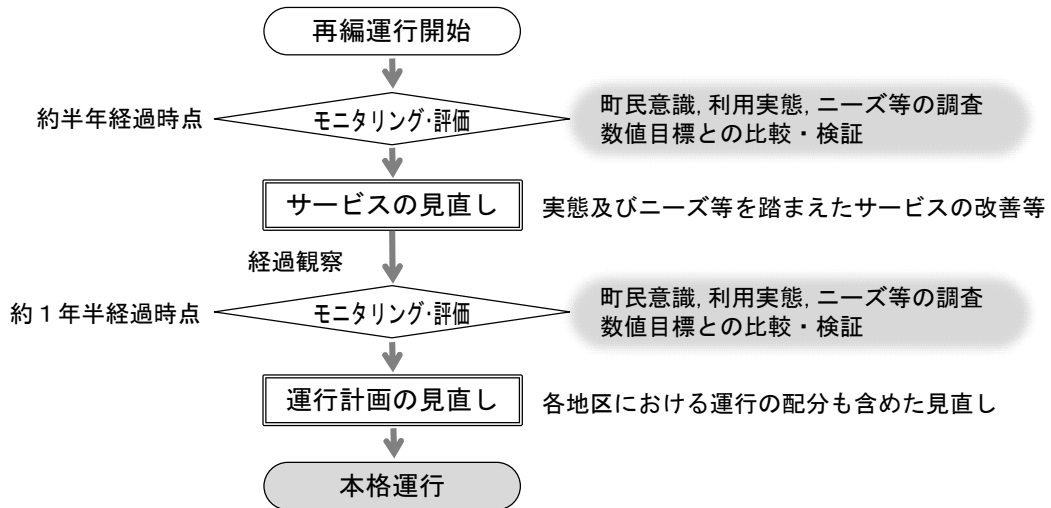 再編運行開始
約半年経過時点
モニタリング・評価
町民意識,利用実態,ニーズ等の調査
数値目標との比較・検証
サービスの見直し
実態及びニーズ等を踏まえたサービスの改善等
経過観察
約１年半経過時点
モニタリング・評価
町民意識,利用実態,ニーズ等の調査
数値目標との比較・検証
運行計画の見直し
各地区における運行の配分も含めた見直し
本格運行